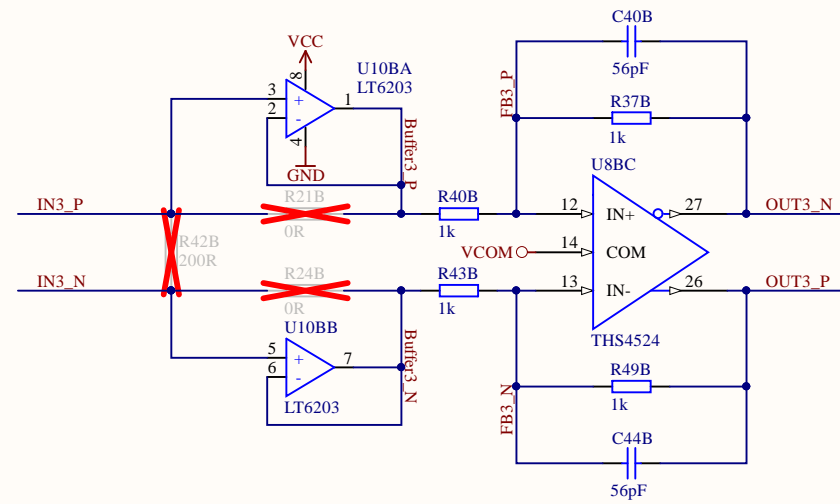 C40B
56pF
VCC
8
U10BA
LT6203
3
1
2
4
GND
Buffer3_P
FB3_P
R37B
1k
U8BC
IN3_P
R21B
0R
R40B
1k
12
IN+
27
OUT3_N
R42B
200R
VCOM
14
COM
IN3_N
R24B
0R
R43B
1k
13
IN-
26
OUT3_P
U10BB
5
7
6
LT6203
Buffer3_N
THS4524
FB3_N
R49B
1k
C44B
56pF